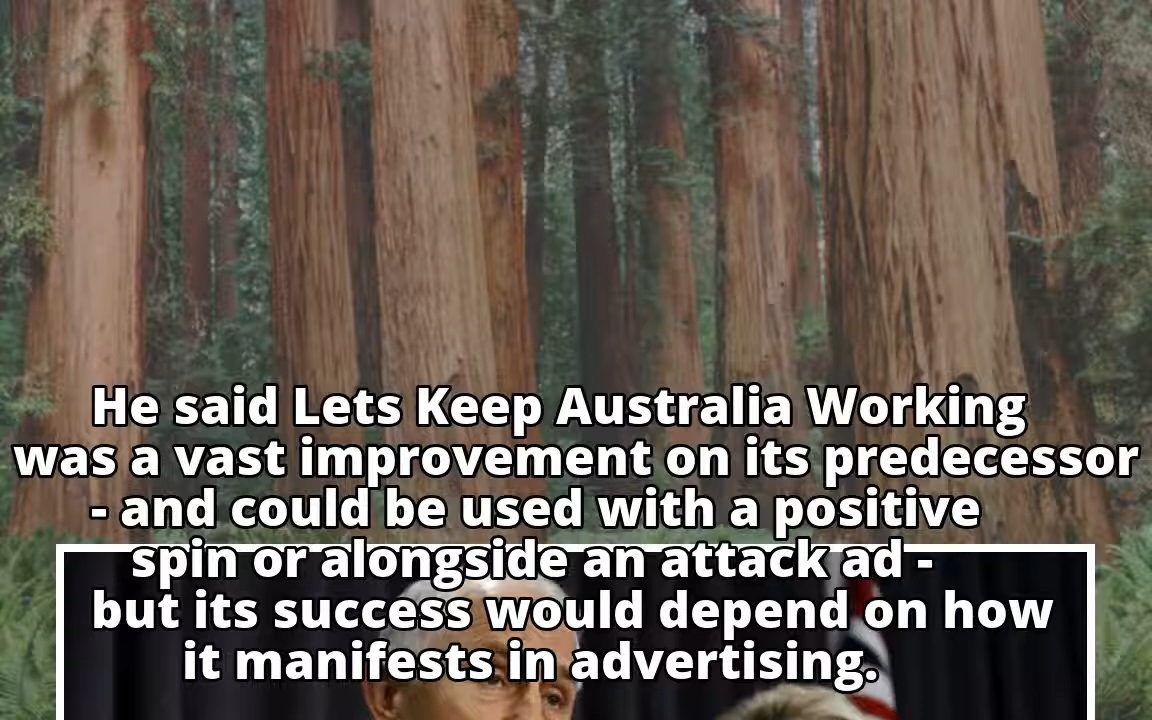 He said Lets Keep Australia Working
was a vast improvement on its predecessor
- and could be used with a positive
spin or alongside an attack ad -
but its success would depend on how
it manifests in advertising.